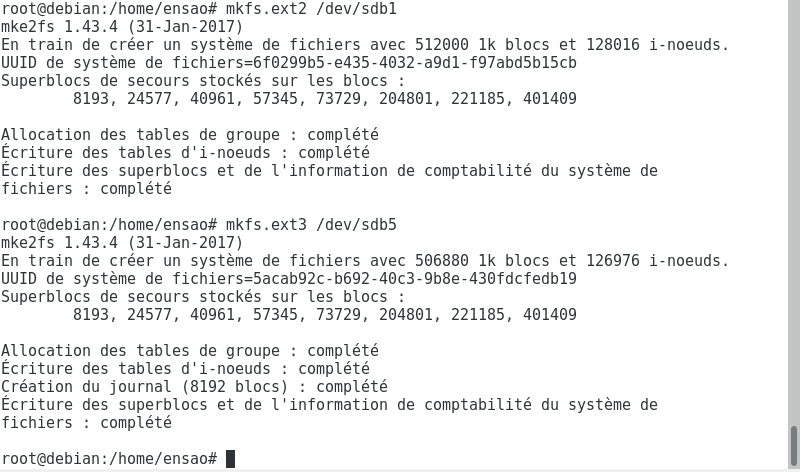 root@debian:/home/ensao# mkfs.ext2 /dev/sdb1
mke2fs 1.43.4 (31-Jan-2017)
En train de créer un système de fichiers avec 512000 1k blocs et 128016 i-noeuds.
UUID de système de fichiers=6f0299b5-e435-4032-a9d1-f97abd5b15cb
Superblocs de secours stockés sur les blocs :
        8193, 24577, 40961, 57345, 73729, 204801, 221185, 401409
Allocation des tables de groupe : complété
Écriture des tables d'i-noeuds : complété
Écriture des superblocs et de l'information de comptabilité du système de
fichiers : complété
root@debian:/home/ensao# mkfs.ext3 /dev/sdb5
mke2fs 1.43.4 (31-Jan-2017)
En train de créer un système de fichiers avec 506880 1k blocs et 126976 i-noeuds.
UUID de système de fichiers=5acab92c-b692-40c3-9b8e-430fdcfedb19
Superblocs de secours stockés sur les blocs :
        8193, 24577, 40961, 57345, 73729, 204801, 221185, 401409
Allocation des tables de groupe : complété
Écriture des tables d'i-noeuds : complété
Création du journal (8192 blocs) : complété
Écriture des superblocs et de l'information de comptabilité du système de
fichiers : complété
root@debian:/home/ensao#